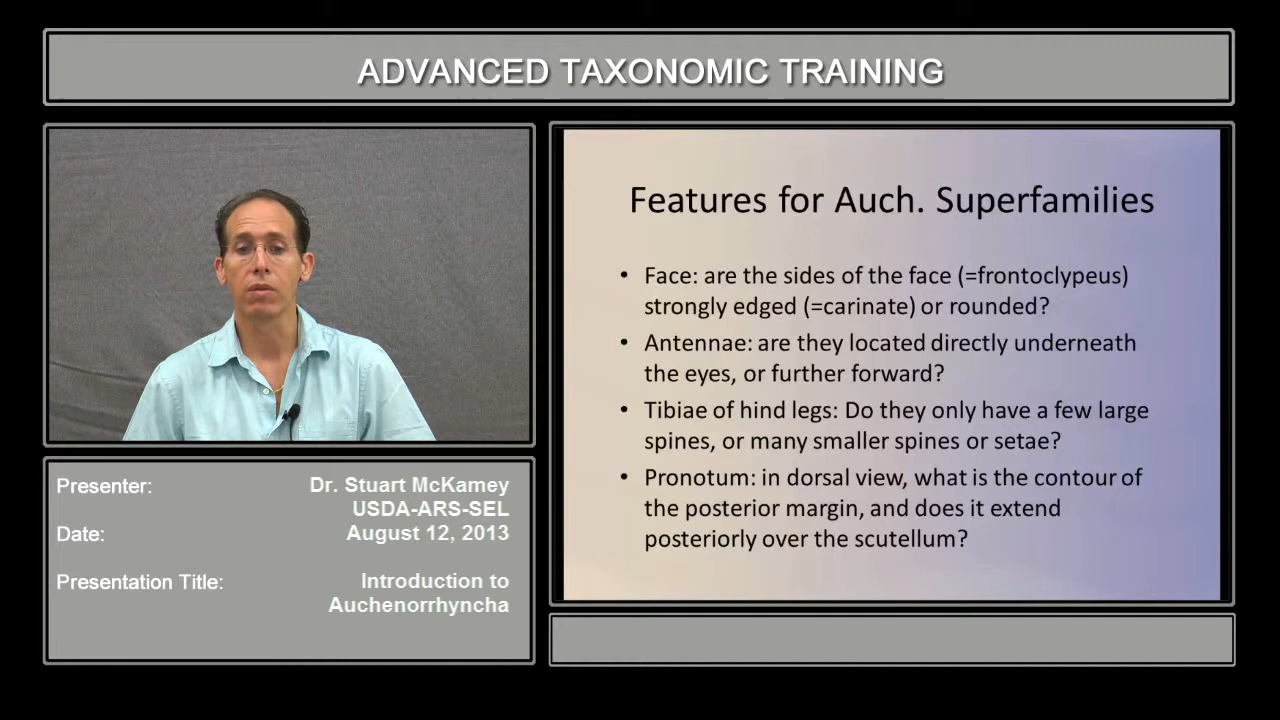 ADVANCED TAXONOMIC TRAINING
Features for Auch. Superfamilies
• Face: are the sides of the face (=frontoclypeus)
strongly edged (=carinate) or rounded?
• Antennae: are they located directly underneath
the eyes, or further forward?
• Tibiae of hind legs: Do they only have a few large
spines, or many smaller spines or setae?
• Pronotum: in dorsal view, what is the contour of
the posterior margin, and does it extend
posteriorly over the scutellum?
Presenter: Dr. Stuart McKamey
USDA-ARS-SEL
Date: August 12, 2013
Presentation Title: Introduction to
Auchenorrhyncha